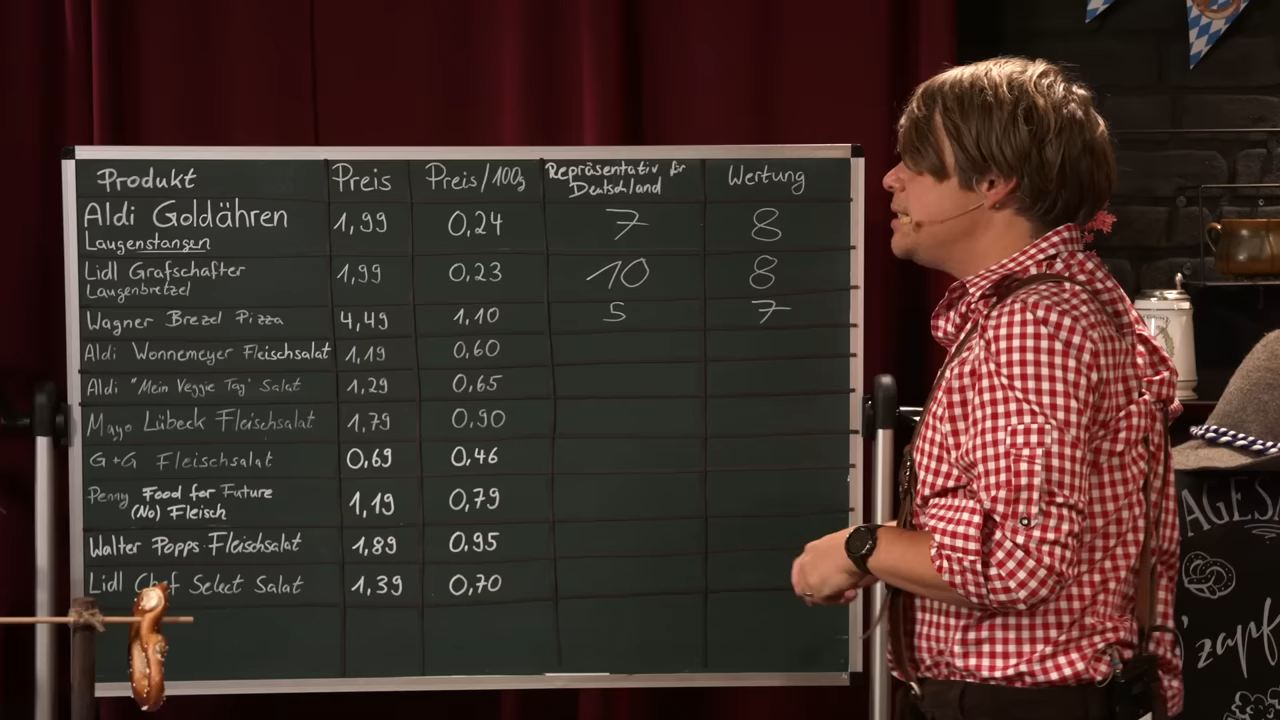 Produkt Preis Preis/100g Repräsentativ für Deutschland Wertung
Aldi Goldähren 1,99 0,24 7 8
Laugenstangen
Lidl Grafschafter 1,99 0,23 10 8
Laugenbretzel
Wagner Brezel Pizza 4,49 1,10 5 7
Aldi Wonnemeyer Fleischsalat 1,19 0,60
Aldi "Mein Veggie Tag" Salat 1,29 0,65
Mayo Lübeck Fleischsalat 1,79 0,90
G+G Fleischsalat 0,69 0,46
Penny Food for Future 1,19 0,79
(No) Fleisch
Walter Popps Fleischsalat 1,89 0,95
Lidl Chef Select Salat 1,39 0,70